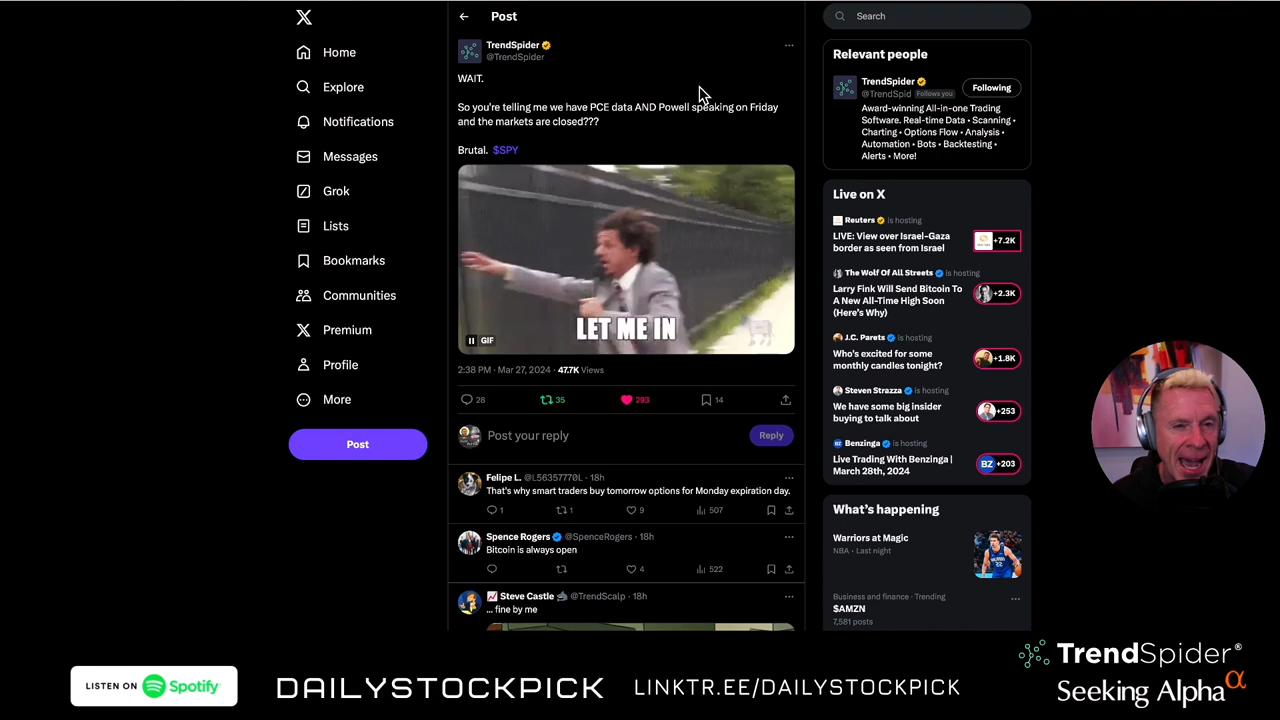 Post
Search
TrendSpider
@TrendSpider
WAIT.
So you're telling me we have PCE data AND Powell speaking on Friday
and the markets are closed???
Brutal. $SPY
LET ME IN
GIF
2:38 PM · Mar 27, 2024 · 47.7K Views
28
35
293
14
Post your reply
Reply
Felipe L. @L56357770L · 18h
That's why smart traders buy tomorrow options for Monday expiration day.
1
1
9
507
Spence Rogers @SpenceRogers · 18h
Bitcoin is always open
4
522
Steve Castle @TrendScalp · 18h
... fine by me
Home
Explore
Notifications
Messages
Grok
Lists
Bookmarks
Communities
Premium
Profile
More
Post
Relevant people
TrendSpider
@TrendSpid Follows you
Following
Award-winning All-in-one Trading
Software. Real-time Data • Scanning •
Charting • Options Flow • Analysis •
Automation • Bots • Backtesting •
Alerts • More!
Live on X
Reuters is hosting
LIVE: View over Israel-Gaza
border as seen from Israel
+7.2K
The Wolf Of All Streets is hosting
Larry Fink Will Send Bitcoin To
A New All-Time High Soon
(Here's Why)
+2.3K
J.C. Parets is hosting
Who's excited for some
monthly candles tonight?
+1.8K
Steven Strazza is hosting
We have some big insider
buying to talk about
+253
Benzinga is hosting
Live Trading With Benzinga |
March 28th, 2024
BZ +203
What's happening
Warriors at Magic
NBA · Last night
Business and finance · Trending
$AMZN
7,581 posts
LISTEN ON Spotify
DAILYSTOCKPICK
LINKTR.EE/DAILYSTOCKPICK
TrendSpider®
Seeking Alpha α